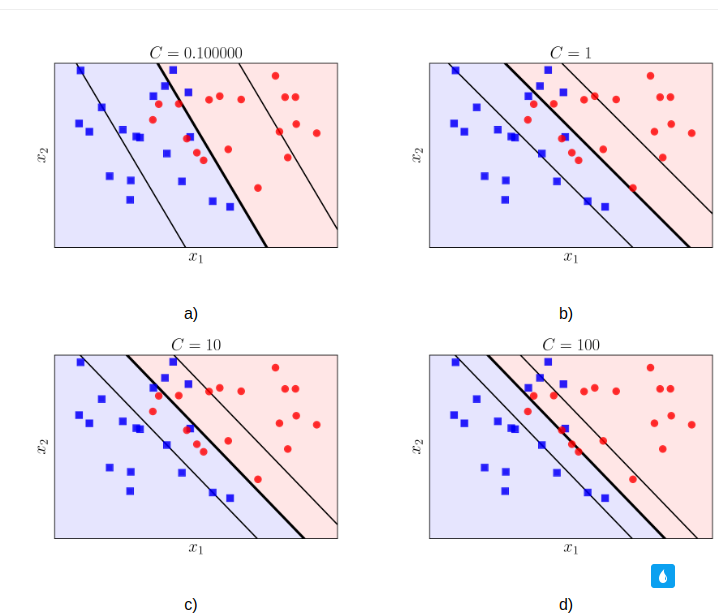 C = 0.100000
C = 1
x2
x2
x1
x1
a)
b)
C = 10
C = 100
x2
x2
x1
x1
c)
d)